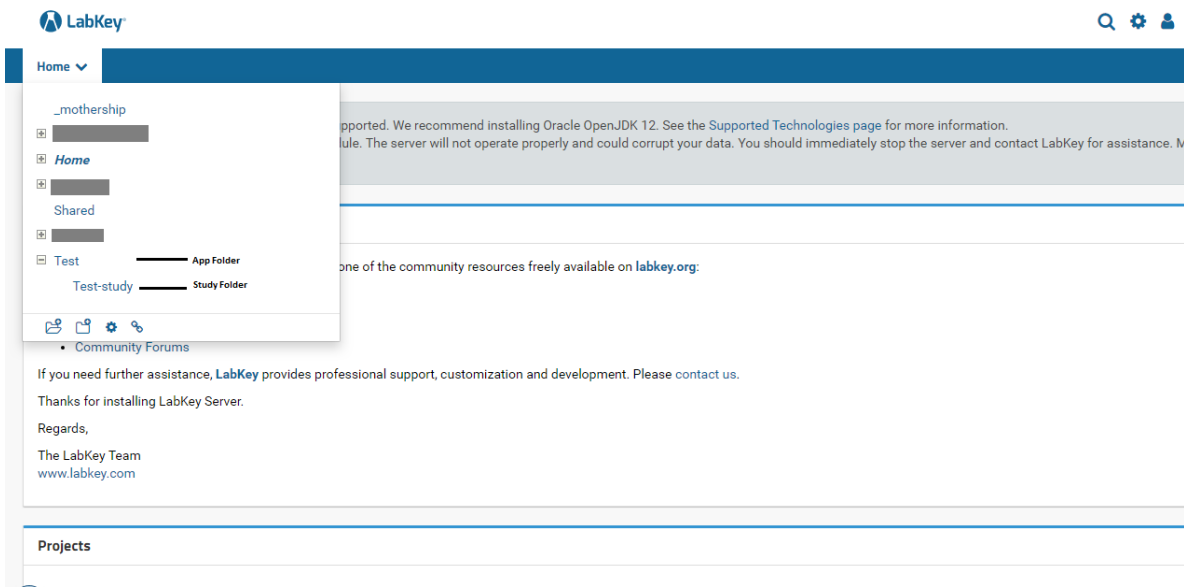 LabKey
Home
_mothership
Home
Shared
Test
App Folder
Test-study
Study Folder
pported. We recommend installing Oracle OpenJDK 12. See the Supported Technologies page for more information.
ule. The server will not operate properly and could corrupt your data. You should immediately stop the server and contact LabKey for assistance. M
one of the community resources freely available on labkey.org:
Community Forums
If you need further assistance, LabKey provides professional support, customization and development. Please contact us.
Thanks for installing LabKey Server.
Regards,
The LabKey Team
www.labkey.com
Projects